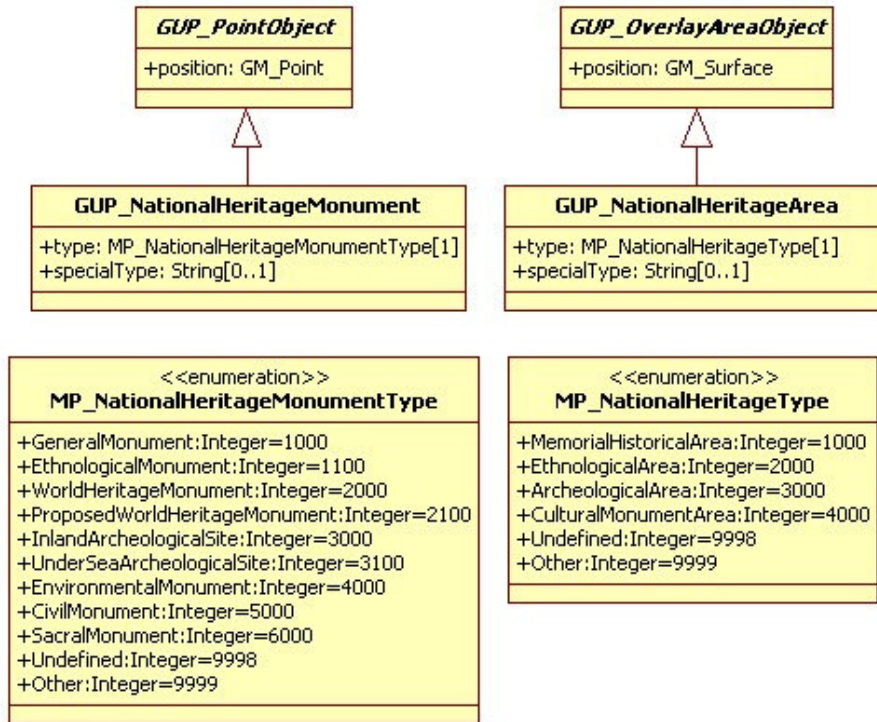 GUP_PointObject
+position: GM_Point
GUP_OverlayAreaObject
+position: GM_Surface
GUP_NationalHeritageMonument
+type: MP_NationalHeritageMonumentType[1]
+specialType: String[0..1]
GUP_NationalHeritageArea
+type: MP_NationalHeritageType[1]
+specialType: String[0..1]
<<enumeration>>
MP_NationalHeritageMonumentType
+GeneralMonument:Integer=1000
+EthnologicalMonument:Integer=1100
+WorldHeritageMonument:Integer=2000
+ProposedWorldHeritageMonument:Integer=2100
+InlandArcheologicalSite:Integer=3000
+UnderSeaArcheologicalSite:Integer=3100
+EnvironmentalMonument:Integer=4000
+CivilMonument:Integer=5000
+SacralMonument:Integer=6000
+Undefined:Integer=9998
+Other:Integer=9999
<<enumeration>>
MP_NationalHeritageType
+MemorialHistoricalArea:Integer=1000
+EthnologicalArea:Integer=2000
+ArcheologicalArea:Integer=3000
+CulturalMonumentArea:Integer=4000
+Undefined:Integer=9998
+Other:Integer=9999